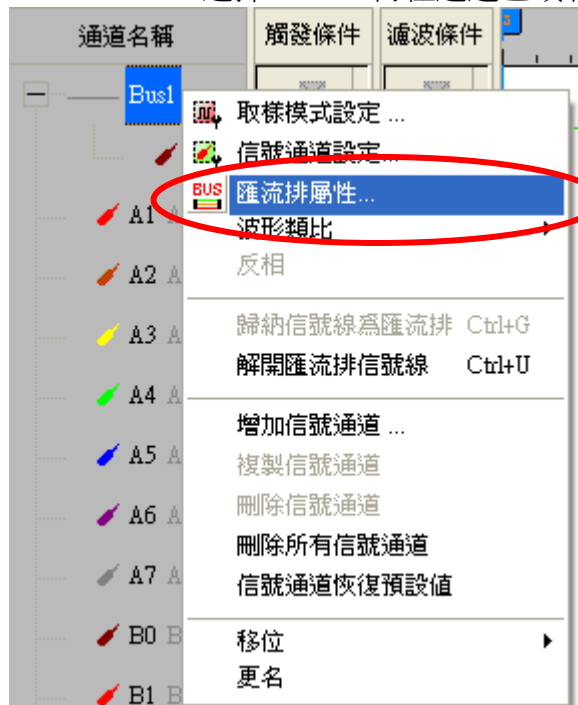 通道名稱 觸發條件 濾波條件
Bus1
取樣模式設定 ...
信號通道設定...
BUS 匯流排屬性...
A1 A
波形類比
反相
A2 A
歸納信號線爲匯流排 Ctrl+G
A3 A
解開匯流排信號線 Ctrl+U
A4 A
增加信號通道 ...
A5 A
複製信號通道
A6 A
刪除信號通道
刪除所有信號通道
A7 A
信號通道恢復預設值
B0 B
移位
更名
B1 B